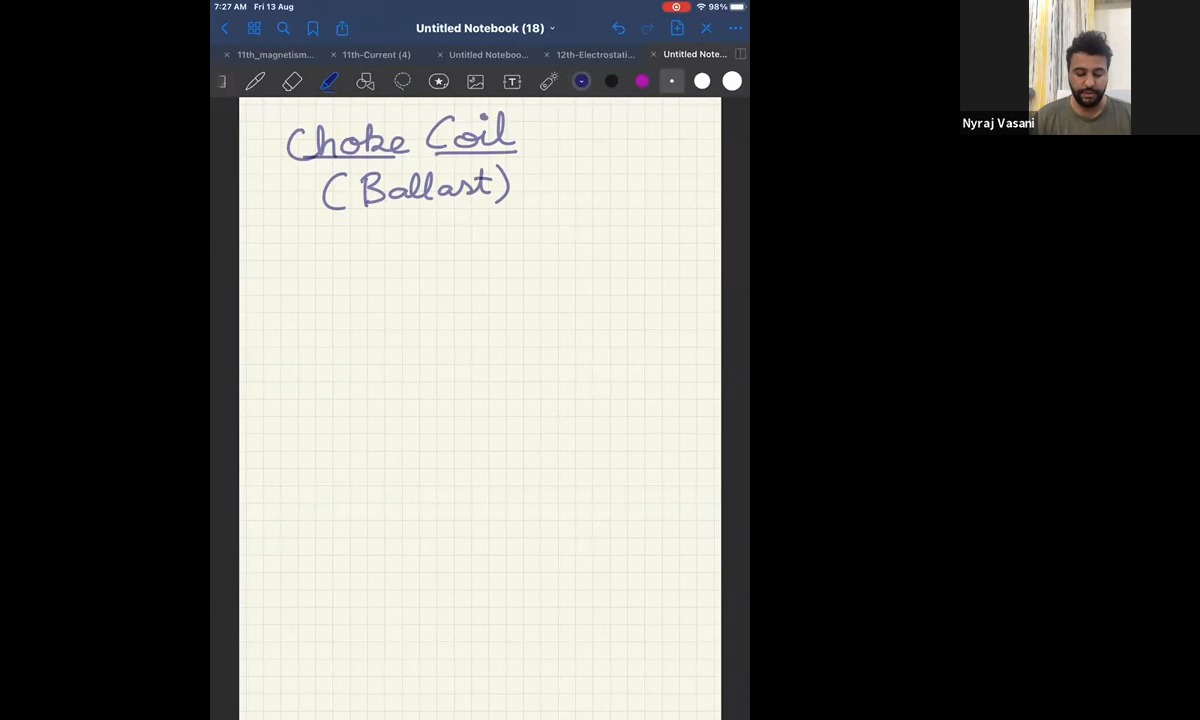 7:27 AM Fri 13 Aug
98%
Untitled Notebook (18)
11th_magnetism...
11th-Current (4)
Untitled Noteboo...
12th-Electrostati...
Untitled Note...
Choke Coil
(Ballast)
Nyraj Vasani